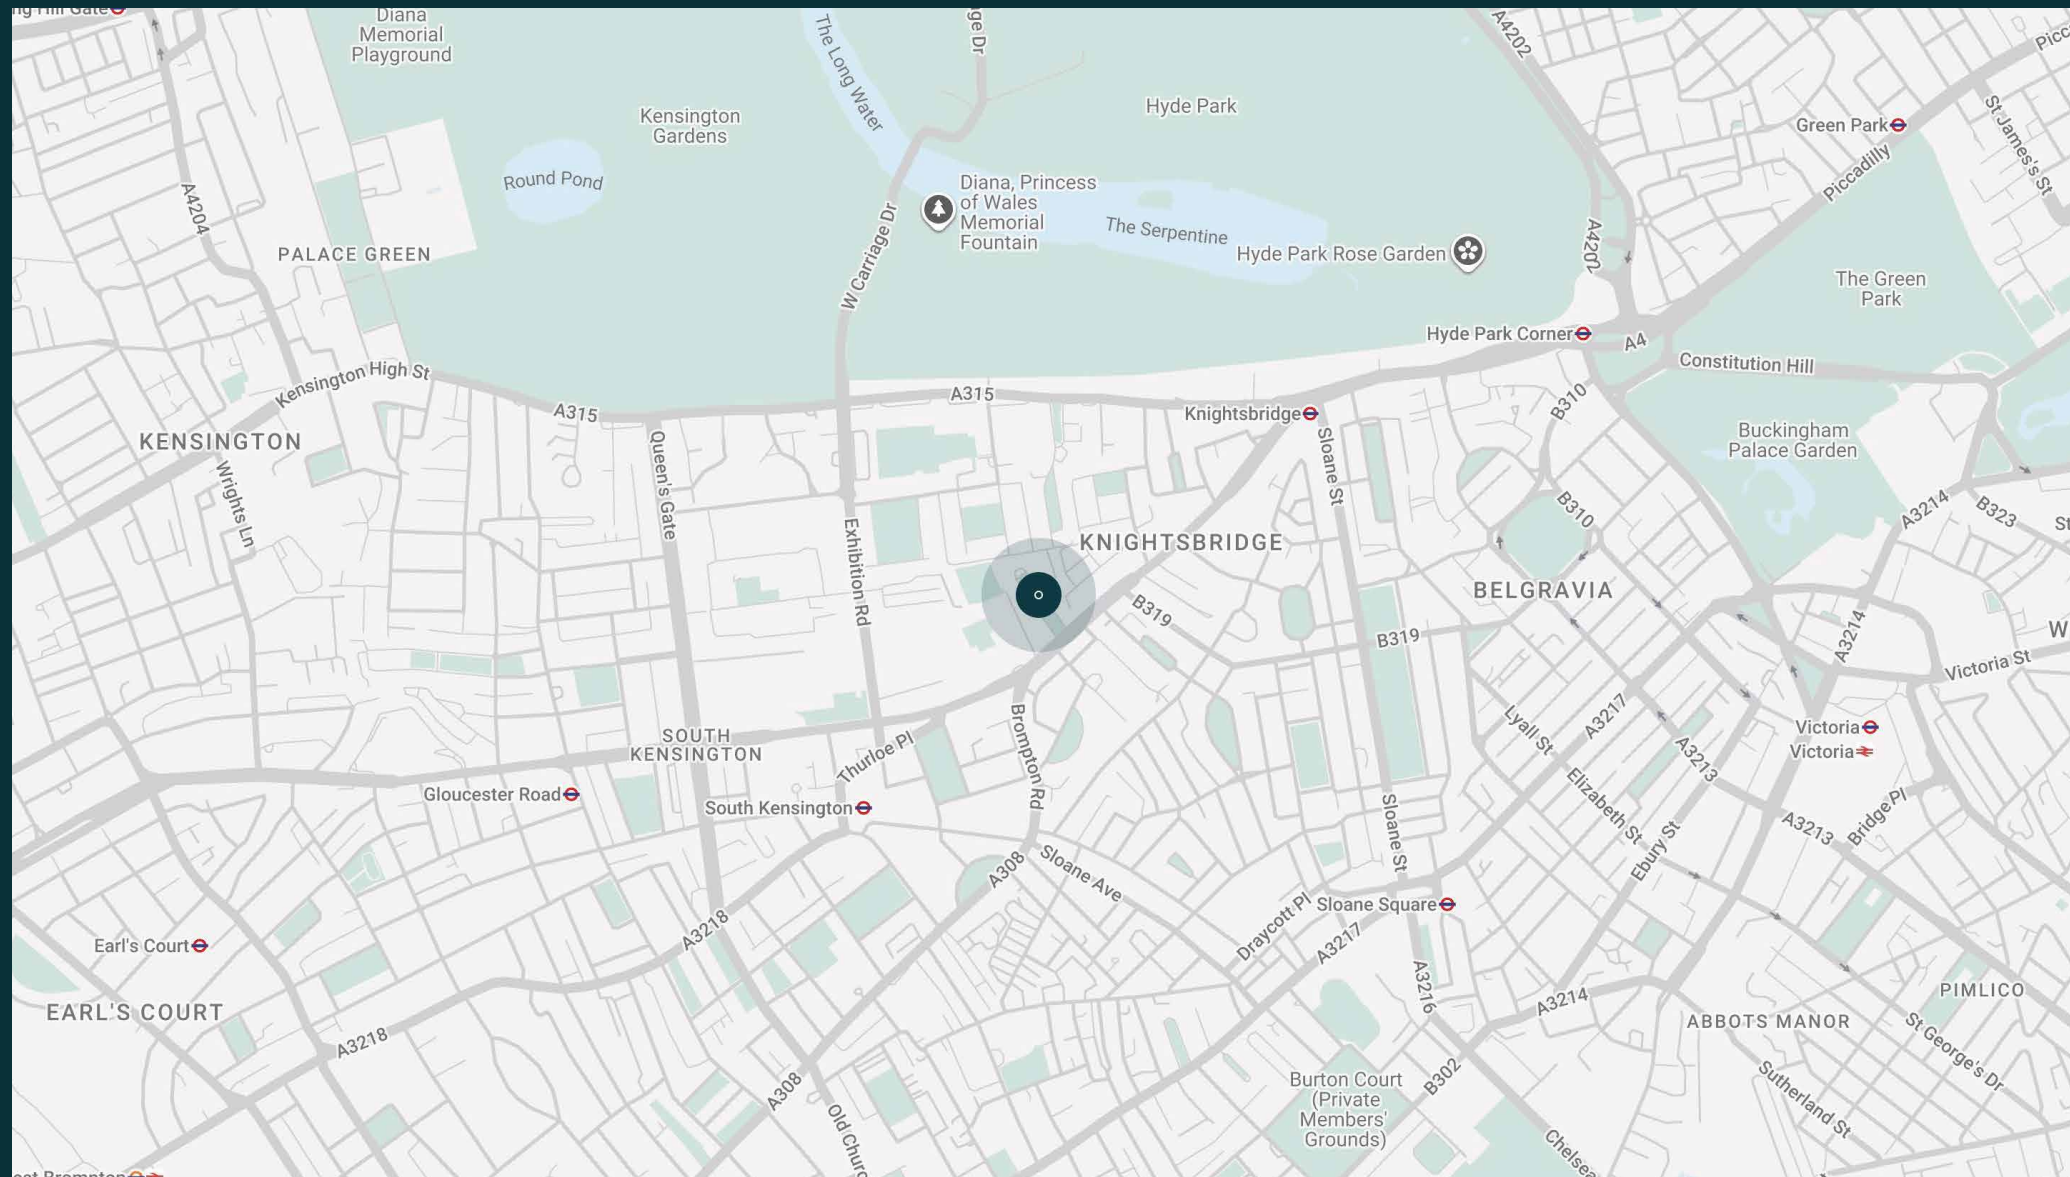 Diana
Memorial
Playground
The Long Water
A4202
Hyde Park
Kensington
Gardens
Green Park
St James's St
Piccadilly
Round Pond
Diana, Princess
of Wales
Memorial
Fountain
A4204
The Serpentine
A4202
PALACE GREEN
Hyde Park Rose Garden
W Carriage Dr
The Green
Park
Hyde Park Corner
A4
Constitution Hill
Kensington High St
A315
A315
B310
Knightsbridge
KENSINGTON
Queen's Gate
Sloane St
Buckingham
Palace Garden
Wrights Ln
B310
A3214
B323
Exhibition Rd
KNIGHTSBRIDGE
BELGRAVIA
B319
B319
A3214
Victoria St
SOUTH
KENSINGTON
Brompton Rd
Thurloe Pl
Lyall St
A3217
Victoria
Victoria
A3213
Gloucester Road
South Kensington
Sloane St
Elizabeth St
Ebury St
A3213
Bridge Pl
A308
Sloane Ave
Draycott Pl
Sloane Square
A3218
A3217
Earl's Court
A3216
A3214
PIMLICO
EARL'S COURT
ABBOTS MANOR
A3218
St George's Dr
Burton Court
(Private
Members'
Grounds)
B302
A308
Sutherland St